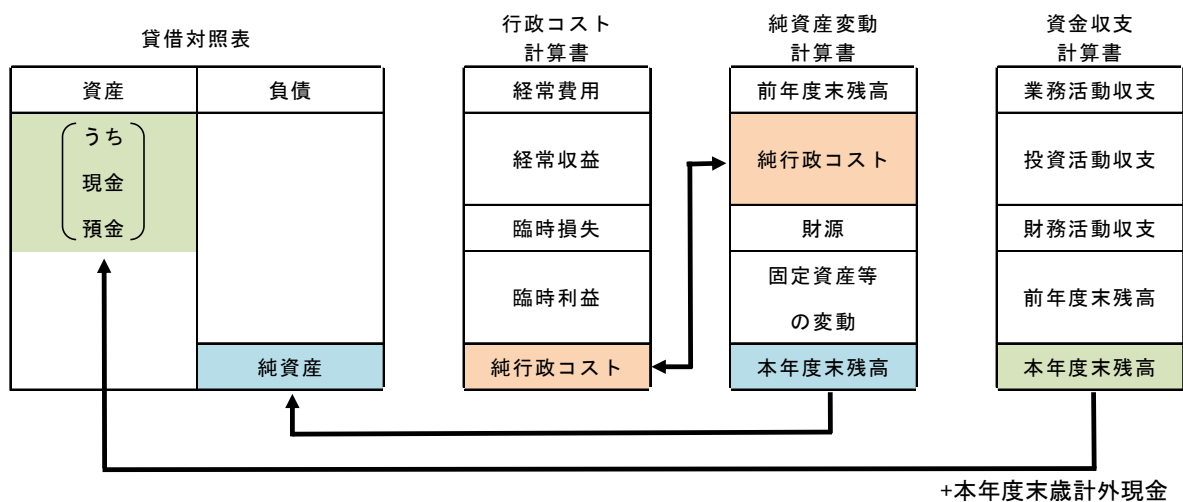 貸借対照表
資産
負債
うち
現金
預金
純資産
行政コスト
計算書
経常費用
経常収益
臨時損失
臨時利益
純行政コスト
純資産変動
計算書
前年度末残高
純行政コスト
財源
固定資産等
の変動
本年度末残高
資金収支
計算書
業務活動収支
投資活動収支
財務活動収支
前年度末残高
本年度末残高
+本年度末歳計外現金